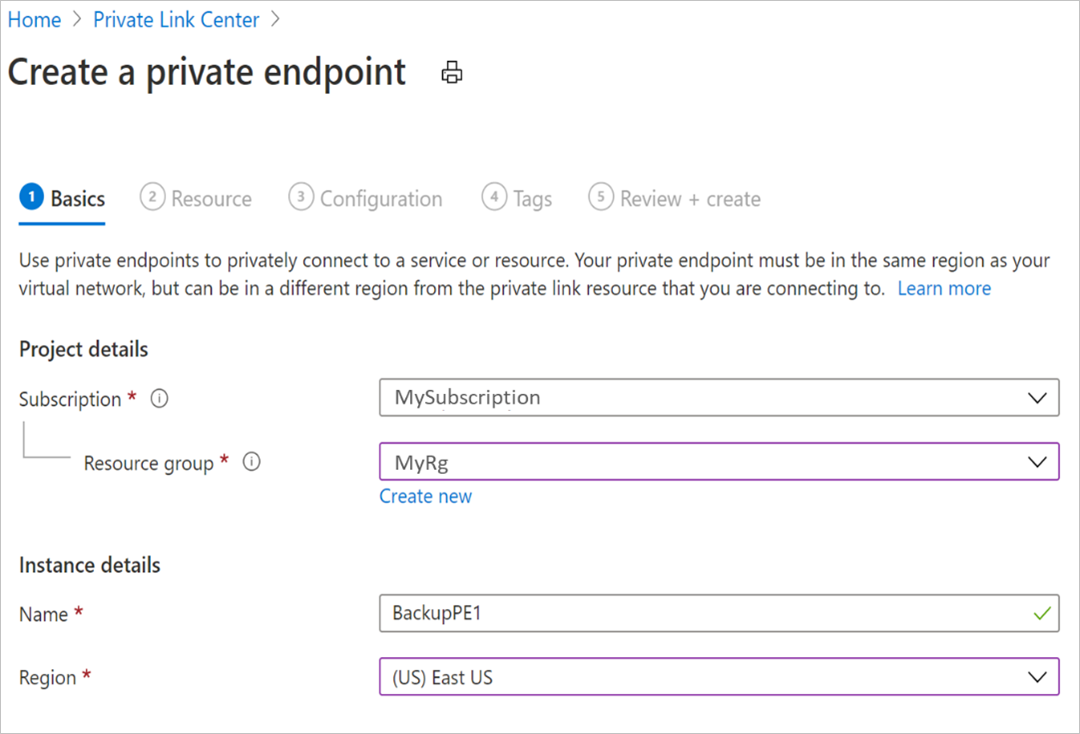 Home > Private Link Center >
Create a private endpoint
1 Basics 2 Resource 3 Configuration 4 Tags 5 Review + create
Use private endpoints to privately connect to a service or resource. Your private endpoint must be in the same region as your
virtual network, but can be in a different region from the private link resource that you are connecting to. Learn more
Project details
Subscription * MySubscription
Resource group * MyRg
Create new
Instance details
Name * BackupPE1
Region * (US) East US